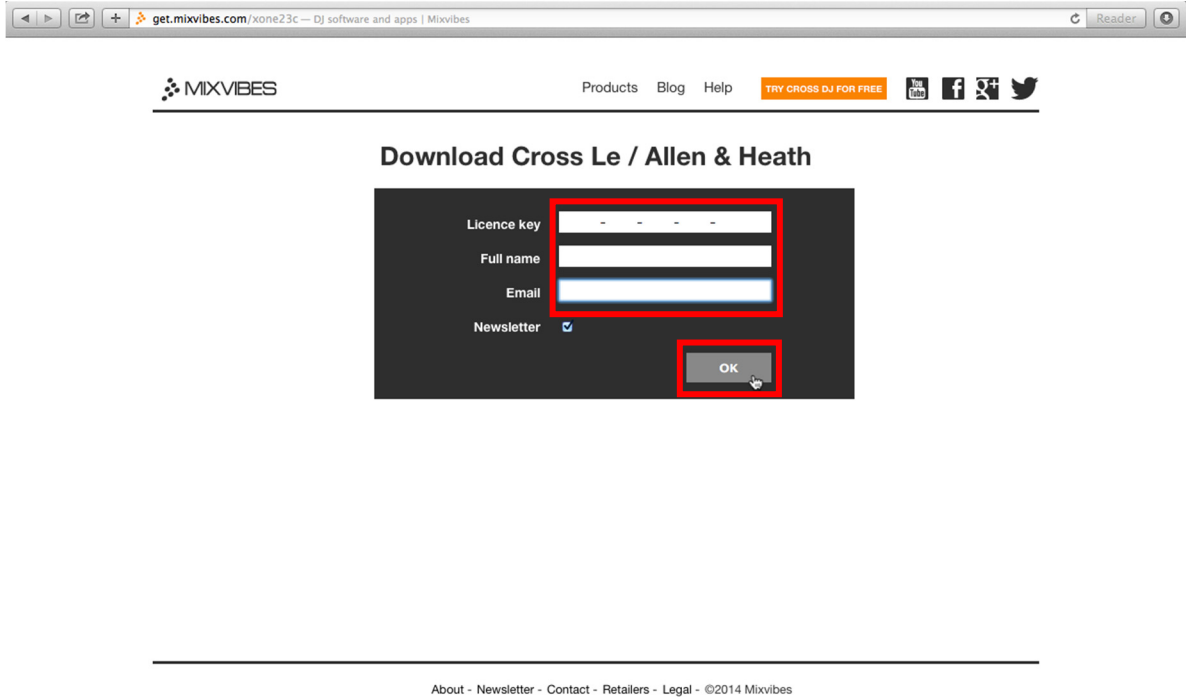 get.mixvibes.com/xone23c — DJ software and apps | Mixvibes
Reader
MIXVIBES
Products Blog Help TRY CROSS DJ FOR FREE You Tube f g+
Download Cross Le / Allen & Heath
Licence key - - - -
Full name
Email
Newsletter
OK
About - Newsletter - Contact - Retailers - Legal - ©2014 Mixvibes